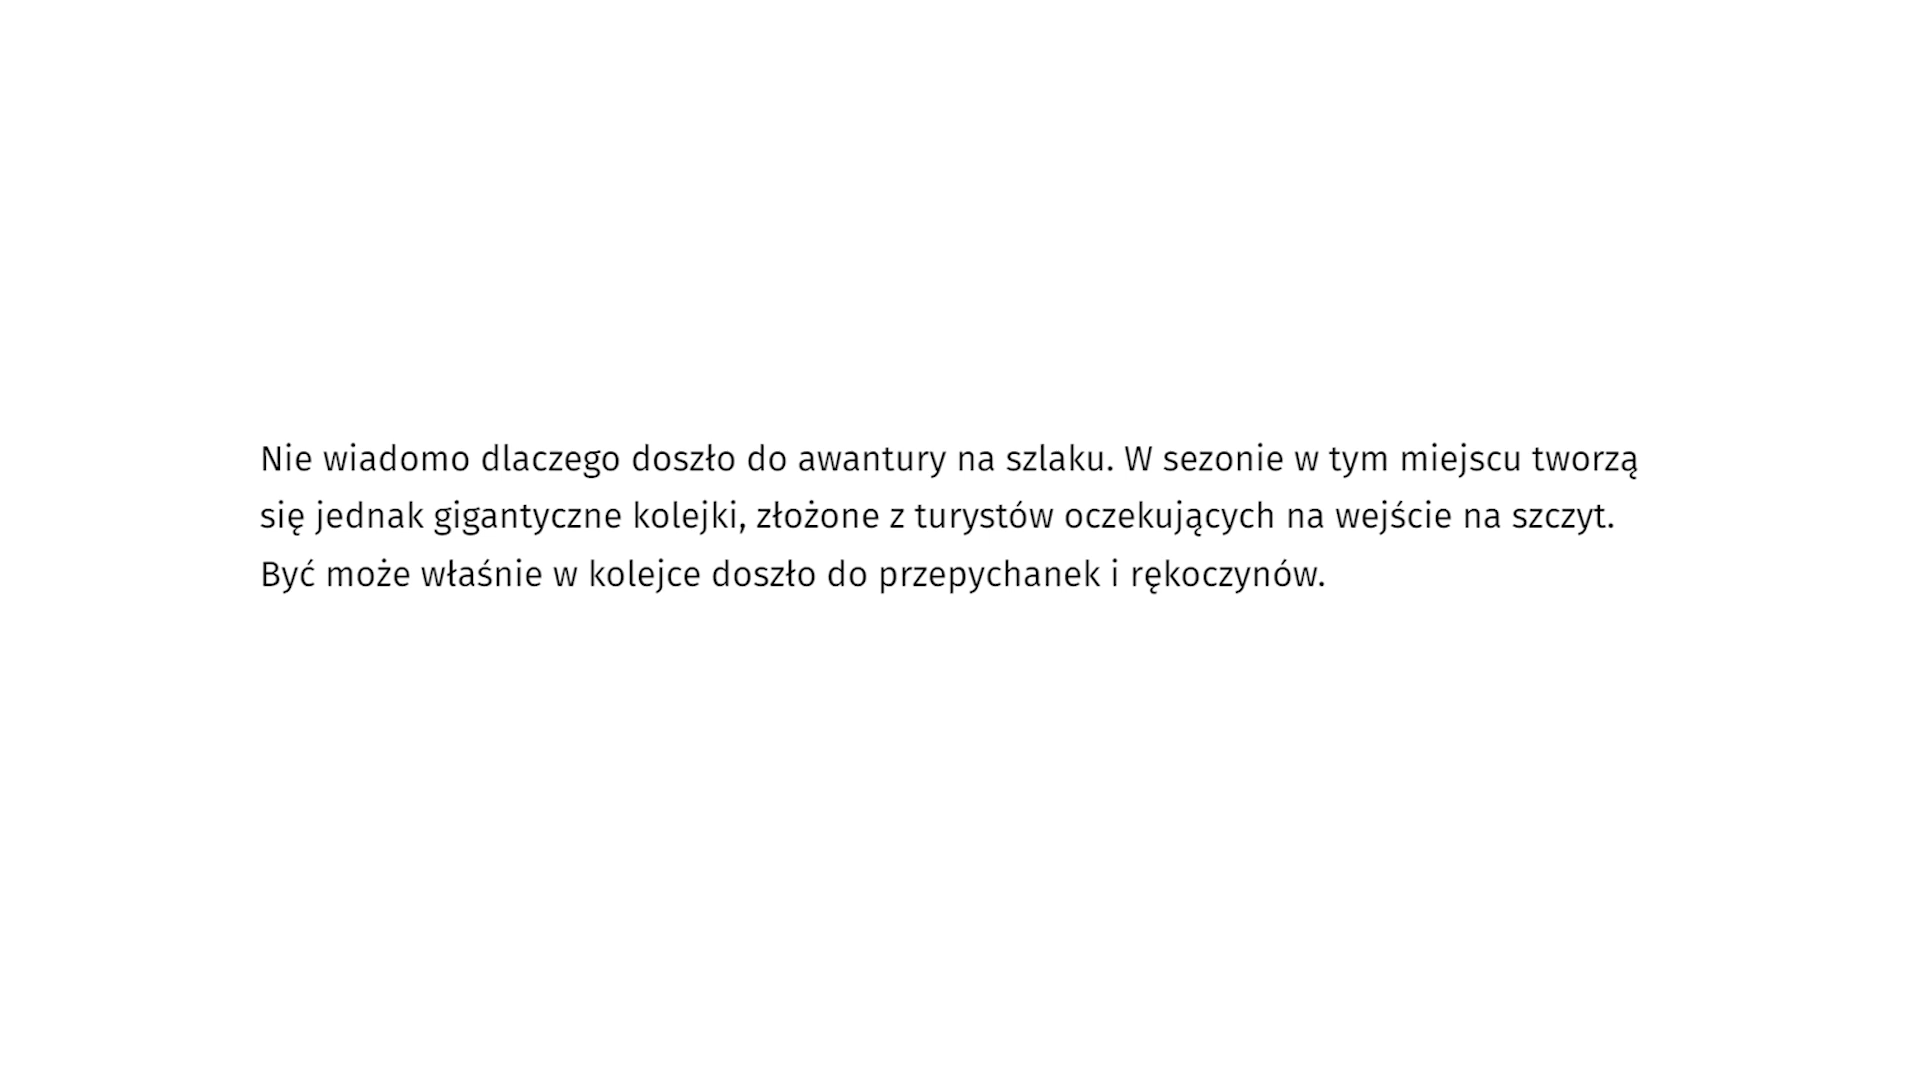 Nie wiadomo dlaczego doszło do awantury na szlaku. W sezonie w tym miejscu tworzą
się jednak gigantyczne kolejki, złożone z turystów oczekujących na wejście na szczyt.
Być może właśnie w kolejce doszło do przepychanek i rękoczynów.